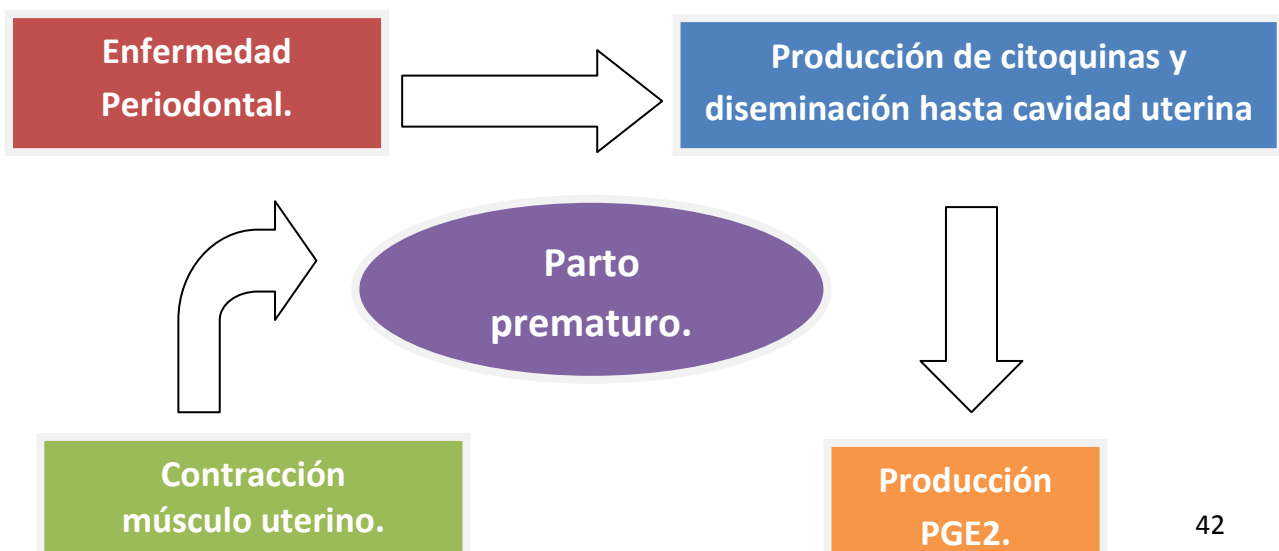 Enfermedad
Periodontal.
Producción de citoquinas y
diseminación hasta cavidad uterina
Parto
prematuro.
Contracción
músculo uterino.
Producción
PGE2.
42